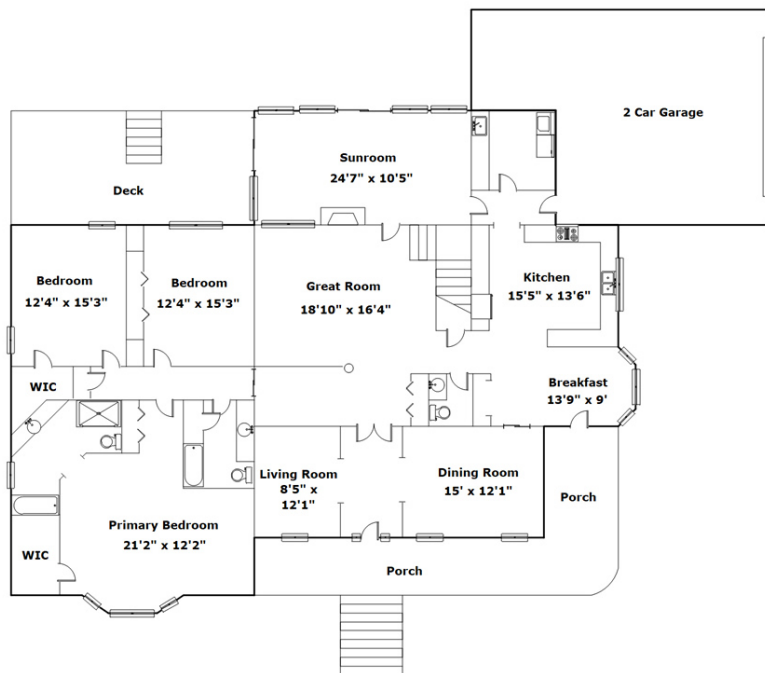 2 Car Garage
Sunroom
24'7" x 10'5"
Deck
Bedroom
12'4" x 15'3"
Bedroom
12'4" x 15'3"
Great Room
18'10" x 16'4"
Kitchen
15'5" x 13'6"
WIC
Breakfast
13'9" x 9'
Living Room
8'5" x
12'1"
Dining Room
15' x 12'1"
Porch
Primary Bedroom
21'2" x 12'2"
WIC
Porch